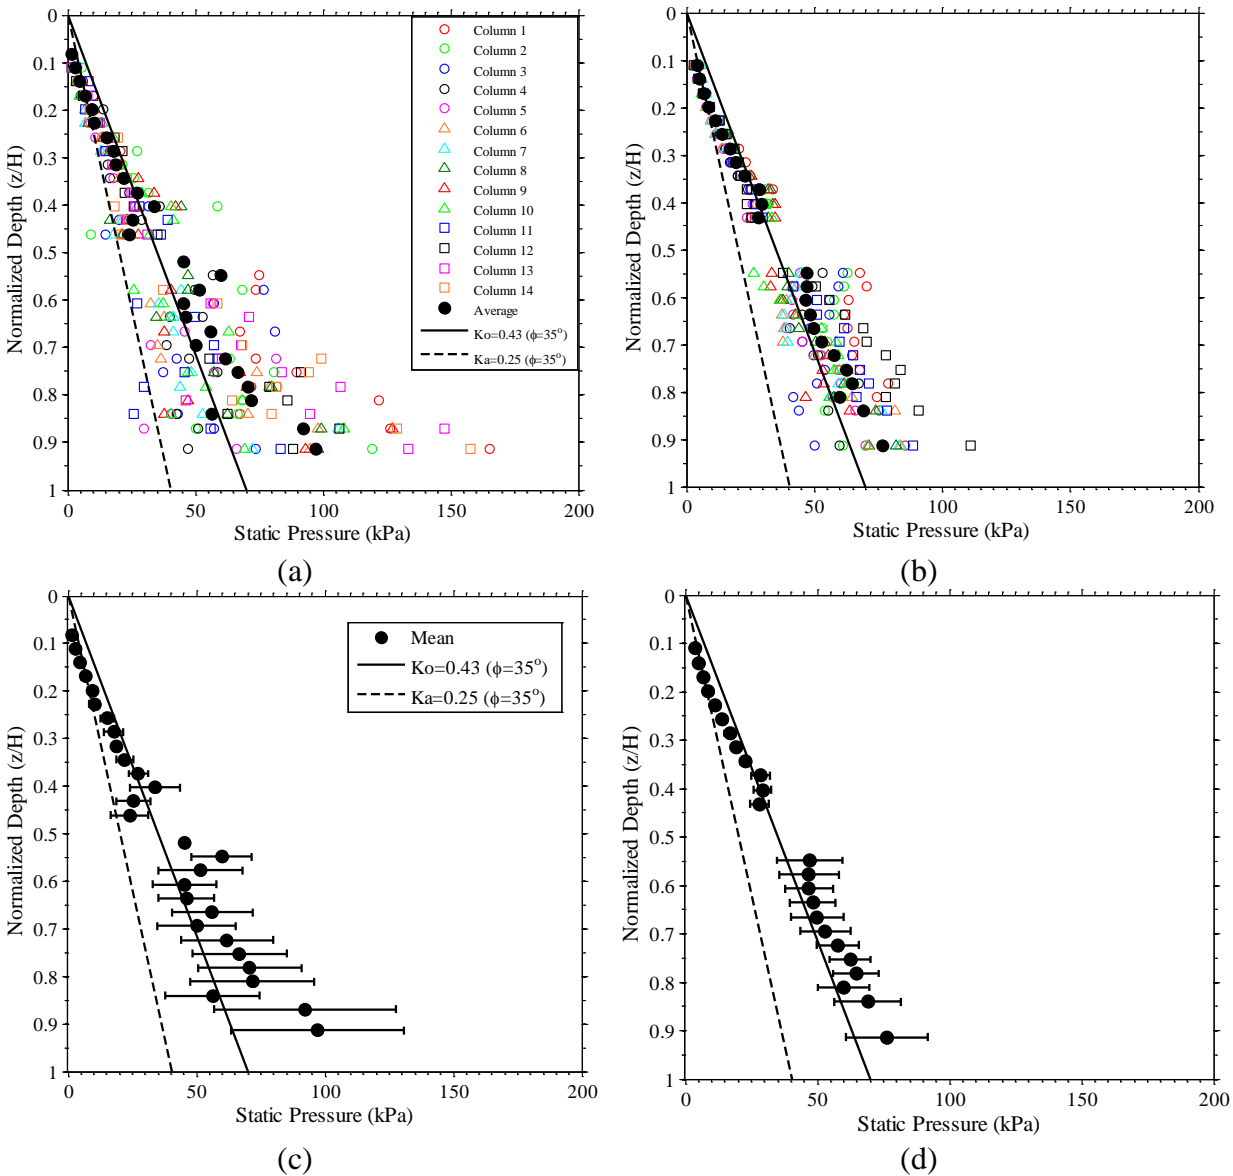 0
0.1
0.2
0.3
0.4
0.5
0.6
0.7
0.8
0.9
1
Normalized Depth (z/H)
0 50 100 150 200
Static Pressure (kPa)
Column 1
Column 2
Column 3
Column 4
Column 5
Column 6
Column 7
Column 8
Column 9
Column 10
Column 11
Column 12
Column 13
Column 14
Average
Ko=0.43 (ϕ=35°)
Ka=0.25 (ϕ=35°)
(a)
0
0.1
0.2
0.3
0.4
0.5
0.6
0.7
0.8
0.9
1
Normalized Depth (z/H)
0 50 100 150 200
Static Pressure (kPa)
(b)
0
0.1
0.2
0.3
0.4
0.5
0.6
0.7
0.8
0.9
1
Normalized Depth (z/H)
0 50 100 150 200
Static Pressure (kPa)
Mean
Ko=0.43 (ϕ=35°)
Ka=0.25 (ϕ=35°)
(c)
0
0.1
0.2
0.3
0.4
0.5
0.6
0.7
0.8
0.9
1
Normalized Depth (z/H)
0 50 100 150 200
Static Pressure (kPa)
(d)